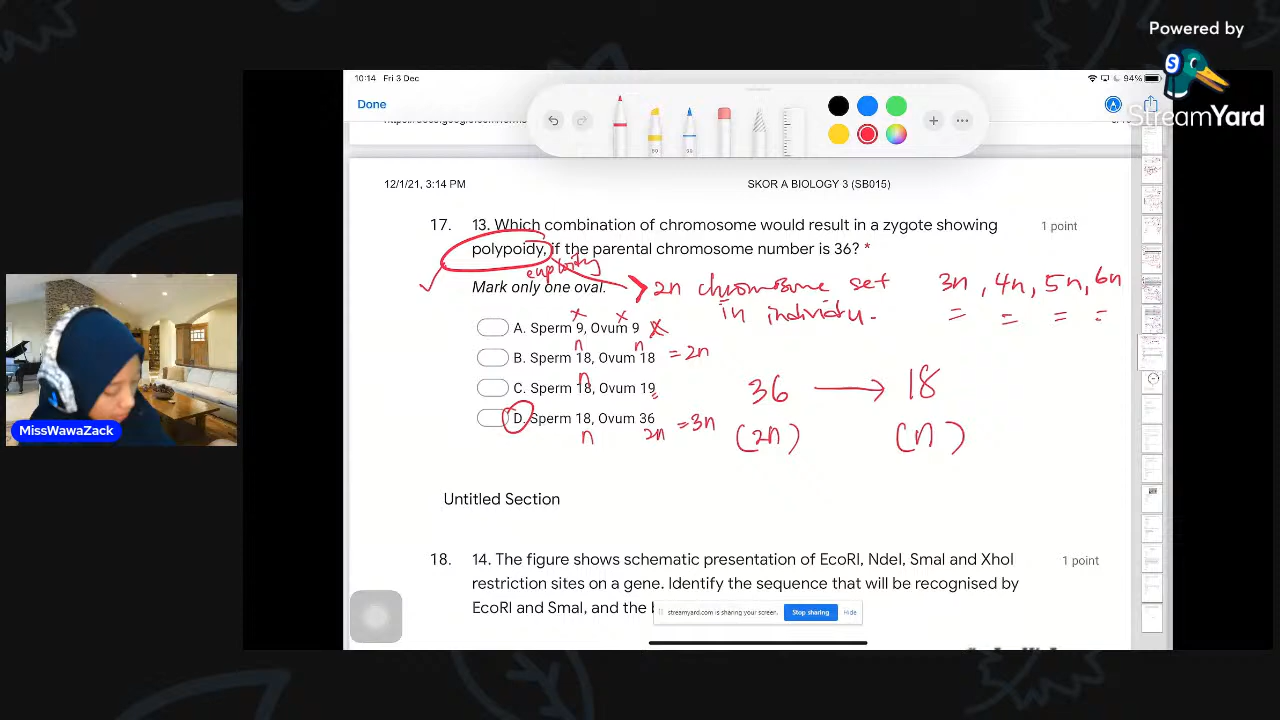 Powered by
StreamYard
10:14 Fri 3 Dec
94%
Done
50
50
12/1/21, 3:14 PM
SKOR A BIOLOGY 3 (SB015)
17. 13. Which combination of chromosome would result in a zygote showing 1 point
polypoidy, if the parental chromosome number is 36? *
euploidy
Mark only one oval.
> 2n chromosome set
in individu.
3n, 4n, 5n, 6n
A. Sperm 9, Ovum 9
n n
B. Sperm 18, Ovum 18 = 2n
n
C. Sperm 18, Ovum 19
D. Sperm 18, Ovum 36 = 3n
n 2n
36 → 18
(2n) (n)
Untitled Section
18. 14. The figure shows schematic presentation of EcoRI, NdeI, SmaI and XhoI 1 point
restriction sites on a gene. Identify the sequence that will be recognised by
EcoRI and SmaI, and the
streamyard.com is sharing your screen.
Stop sharing
Hide
MissWawaZack